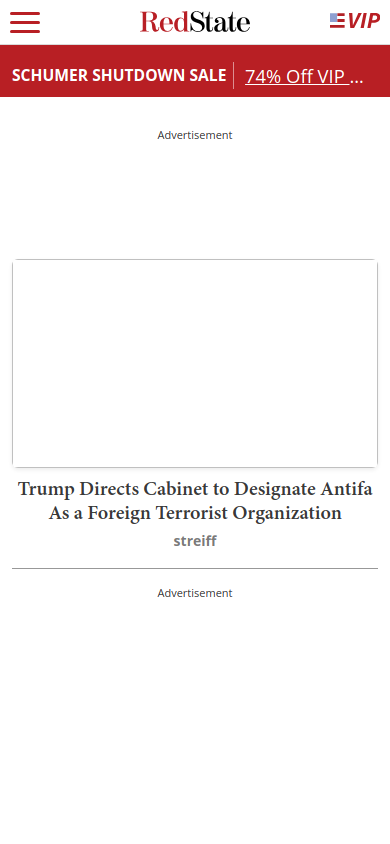 RedState
VIP
SCHUMER SHUTDOWN SALE
74% Off VIP ...
Advertisement
Trump Directs Cabinet to Designate Antifa
As a Foreign Terrorist Organization
streiff
Advertisement